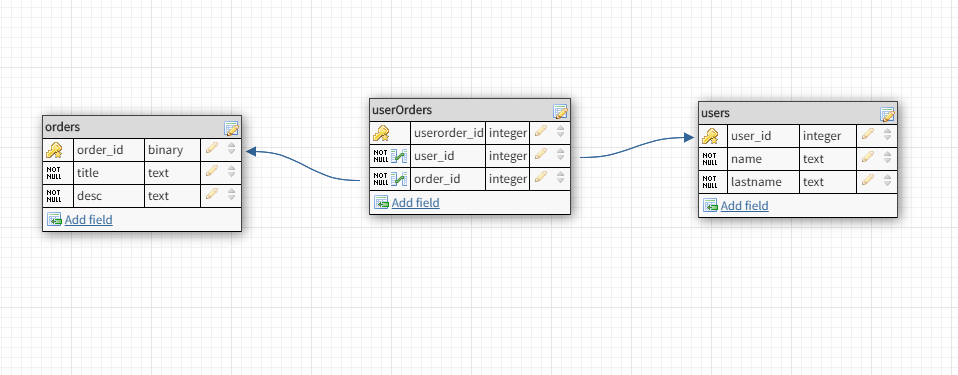 orders
order_id binary
NOT NULL title text
NOT NULL desc text
Add field
userOrders
userorder_id integer
NOT NULL user_id integer
NOT NULL order_id integer
Add field
users
user_id integer
NOT NULL name text
NOT NULL lastname text
Add field